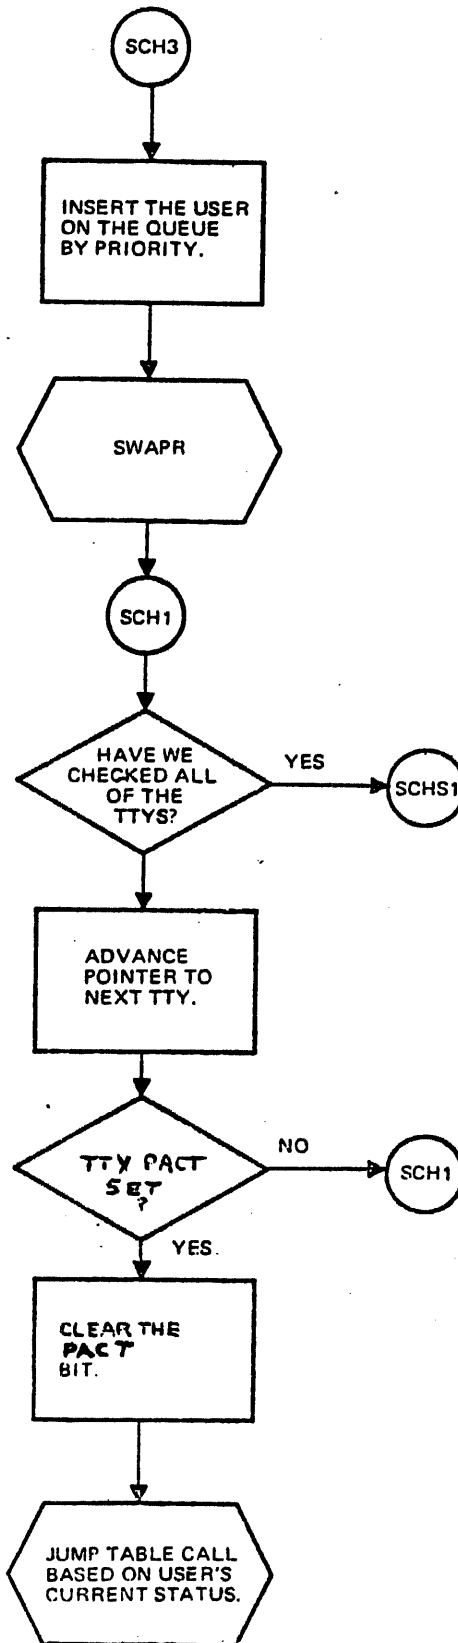 SCH3
INSERT THE USER
ON THE QUEUE
BY PRIORITY.
SWAPR
SCH1
HAVE WE
CHECKED ALL
OF THE
TTYS?
YES
SCHS1
ADVANCE
POINTER TO
NEXT TTY.
TTY PACT
SET
?
NO
SCH1
YES.
CLEAR THE
PACT
BIT.
JUMP TABLE CALL
BASED ON USER'S
CURRENT STATUS.